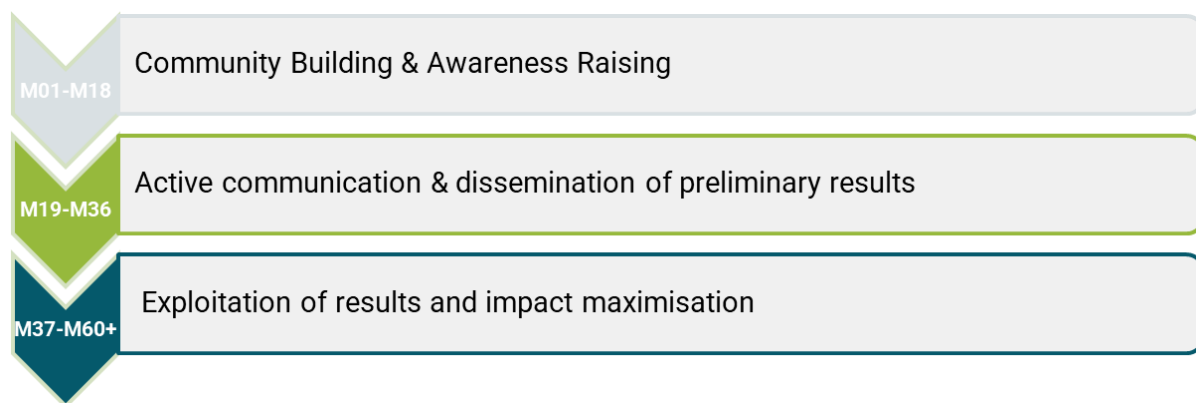 Community Building & Awareness Raising
M01-M18
Active communication & dissemination of preliminary results
M19-M36
Exploitation of results and impact maximisation
M37-M60+